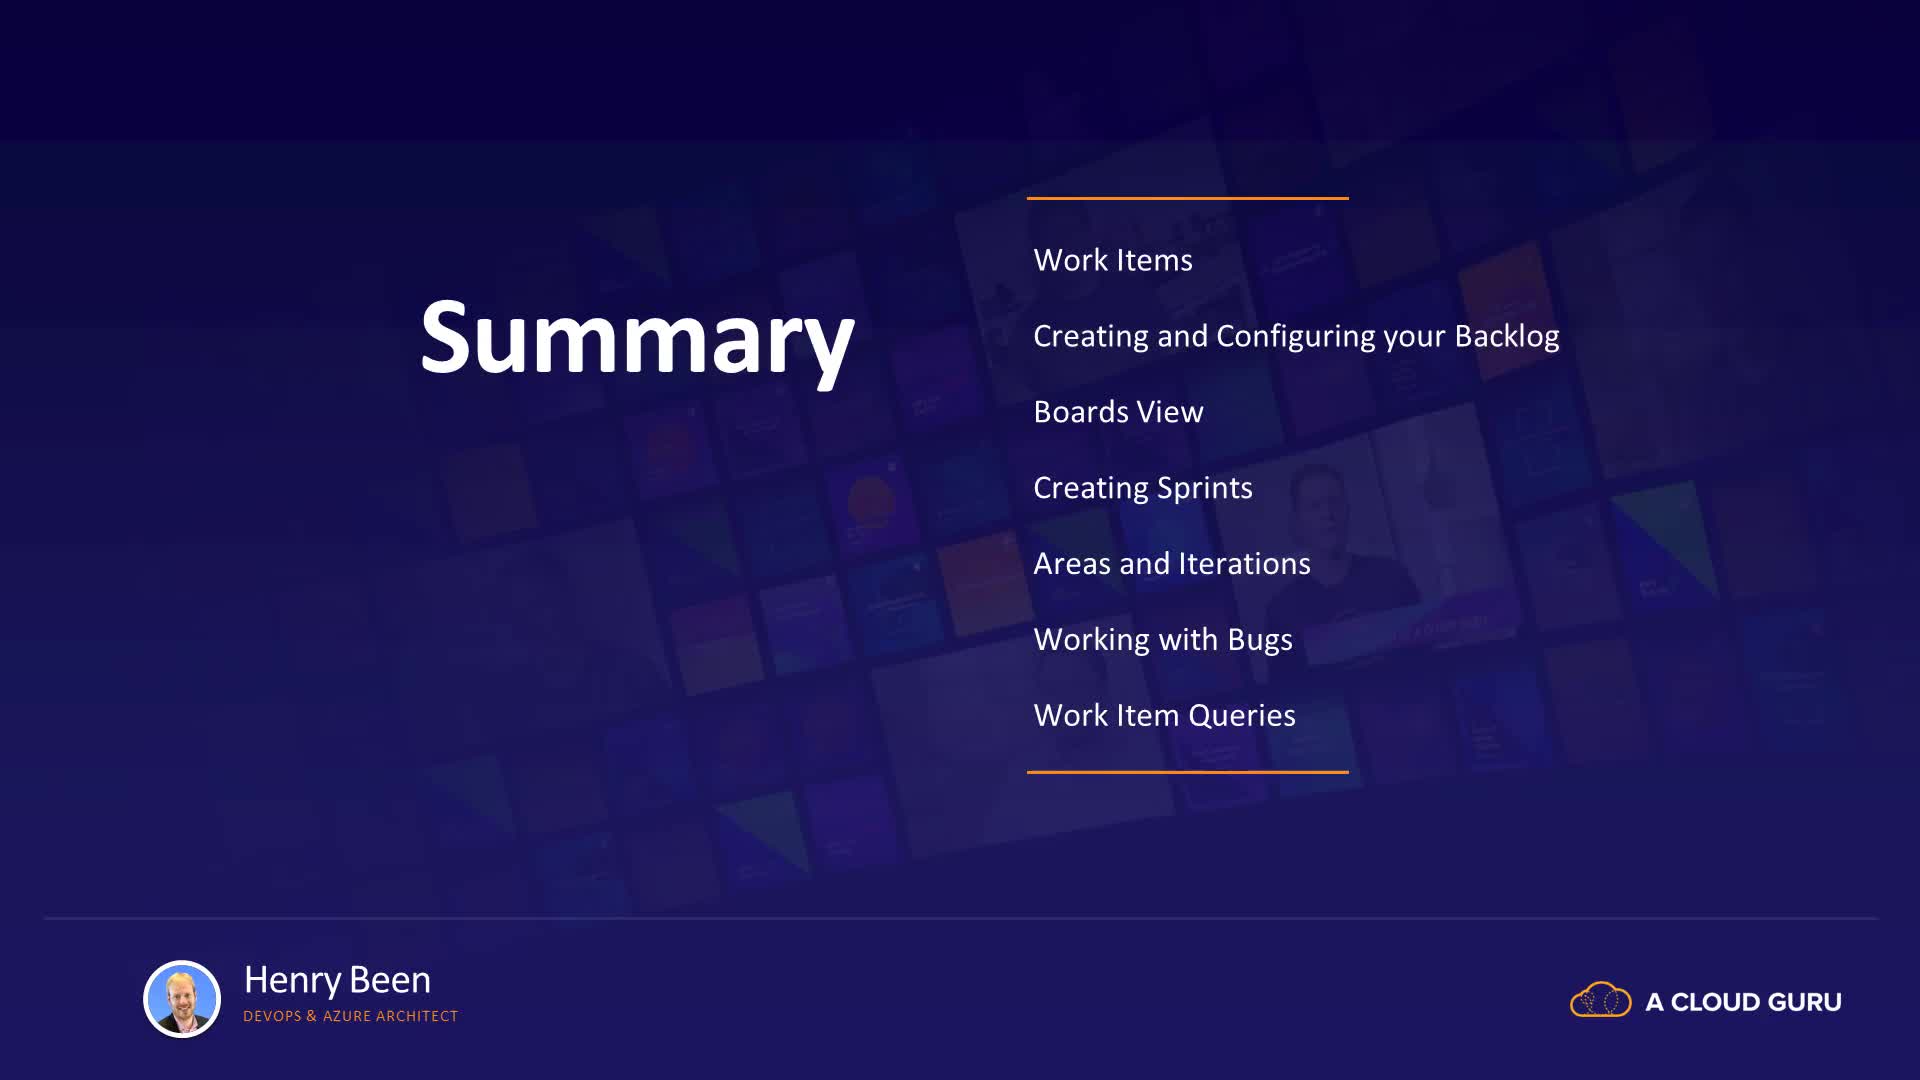 Summary
Work Items
Creating and Configuring your Backlog
Boards View
Creating Sprints
Areas and Iterations
Working with Bugs
Work Item Queries
Henry Been
DEVOPS & AZURE ARCHITECT
A CLOUD GURU